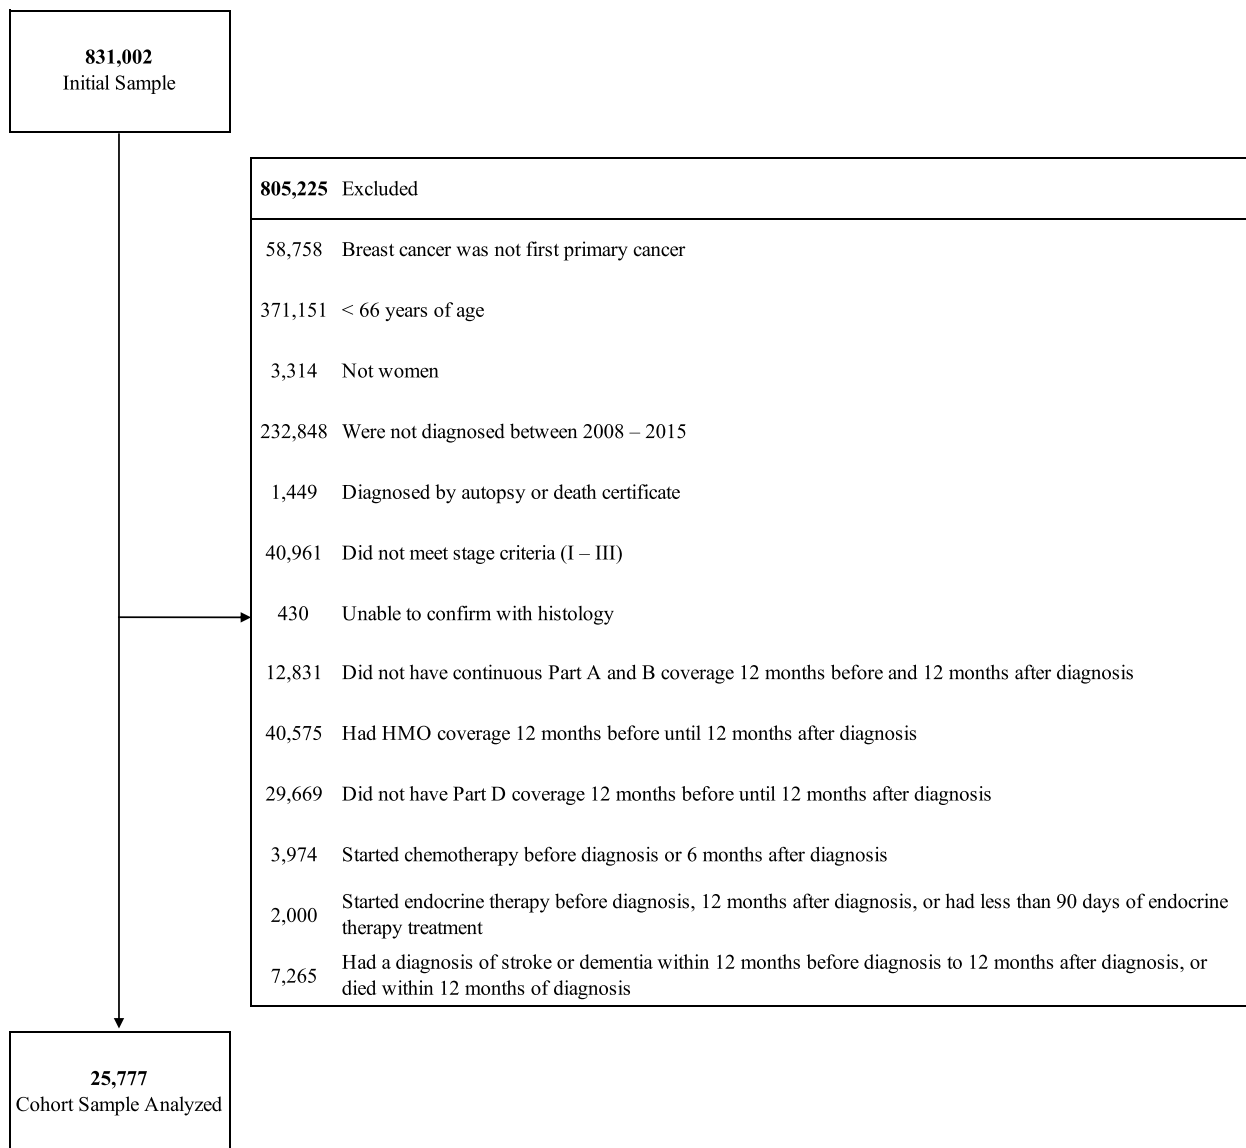 831,002
Initial Sample
805,225 Excluded
58,758 Breast cancer was not first primary cancer
371,151 < 66 years of age
3,314 Not women
232,848 Were not diagnosed between 2008 – 2015
1,449 Diagnosed by autopsy or death certificate
40,961 Did not meet stage criteria (I – III)
430 Unable to confirm with histology
12,831 Did not have continuous Part A and B coverage 12 months before and 12 months after diagnosis
40,575 Had HMO coverage 12 months before until 12 months after diagnosis
29,669 Did not have Part D coverage 12 months before until 12 months after diagnosis
3,974 Started chemotherapy before diagnosis or 6 months after diagnosis
2,000 Started endocrine therapy before diagnosis, 12 months after diagnosis, or had less than 90 days of endocrine
therapy treatment
7,265 Had a diagnosis of stroke or dementia within 12 months before diagnosis to 12 months after diagnosis, or
died within 12 months of diagnosis
25,777
Cohort Sample Analyzed